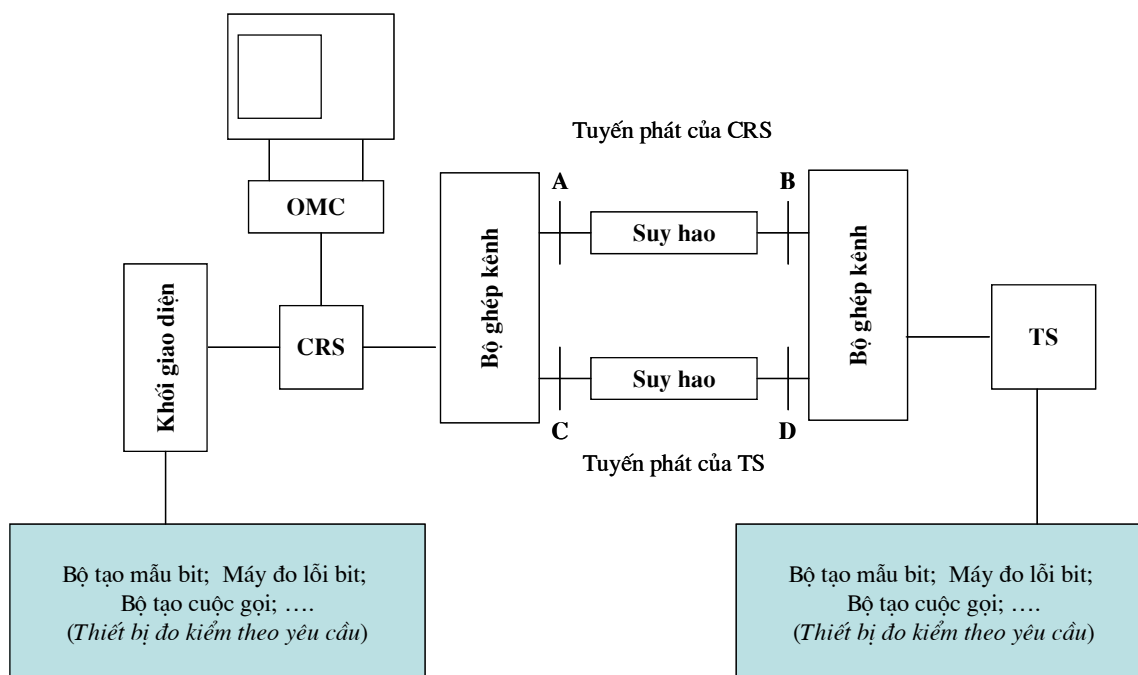 Tuyến phát của CRS
OMC
A
B
Suy hao
Bộ ghép kênh
Bộ ghép kênh
Khối giao diện
CRS
TS
Suy hao
C
D
Tuyến phát của TS
Bộ tạo mẫu bit; Máy đo lỗi bit;
Bộ tạo cuộc gọi; ….
(Thiết bị đo kiểm theo yêu cầu)
Bộ tạo mẫu bit; Máy đo lỗi bit;
Bộ tạo cuộc gọi; ….
(Thiết bị đo kiểm theo yêu cầu)